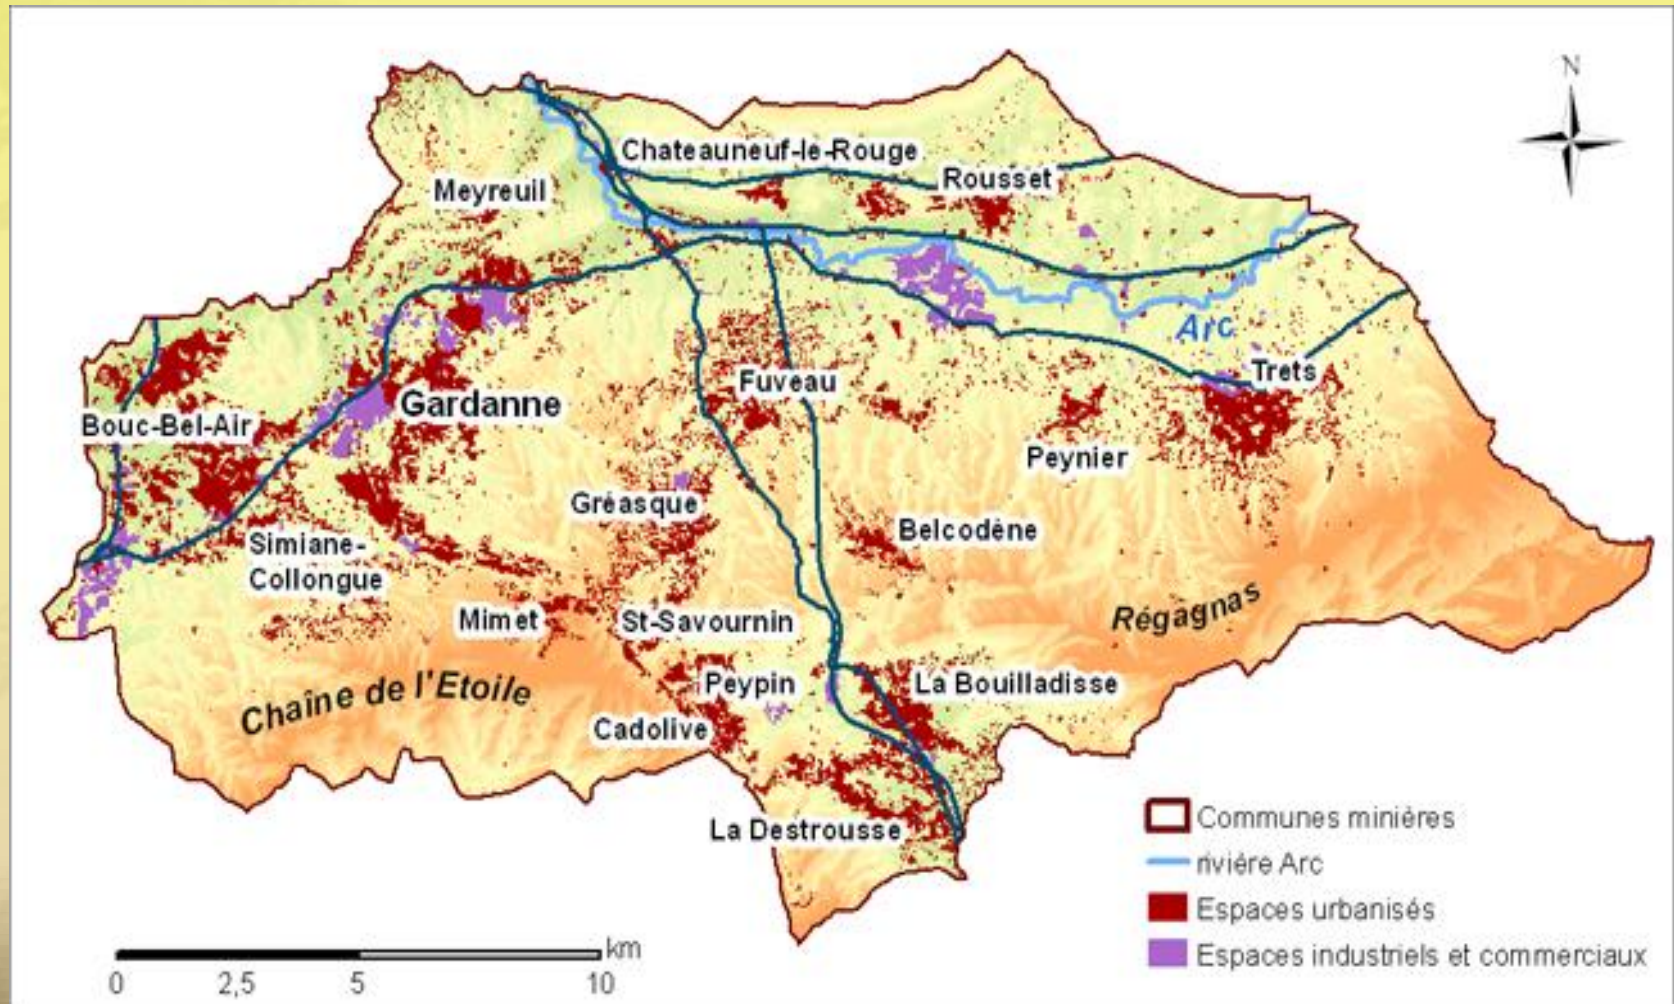 N
Chateauneuf-le-Rouge
Rousset
Meyreuil
Arc
Trets
Fuveau
Gardanne
Bouc-Bel-Air
Peynier
Gréasque
Belcodène
Simiane-
Collongue
Régagnas
Mimet
St-Savournin
Peypin
La Bouilladisse
Chaîne de l'Etoile
Cadolive
La Destrousse
Communes minières
rivière Arc
Espaces urbanisés
Espaces industriels et commerciaux
km
0 2,5 5 10